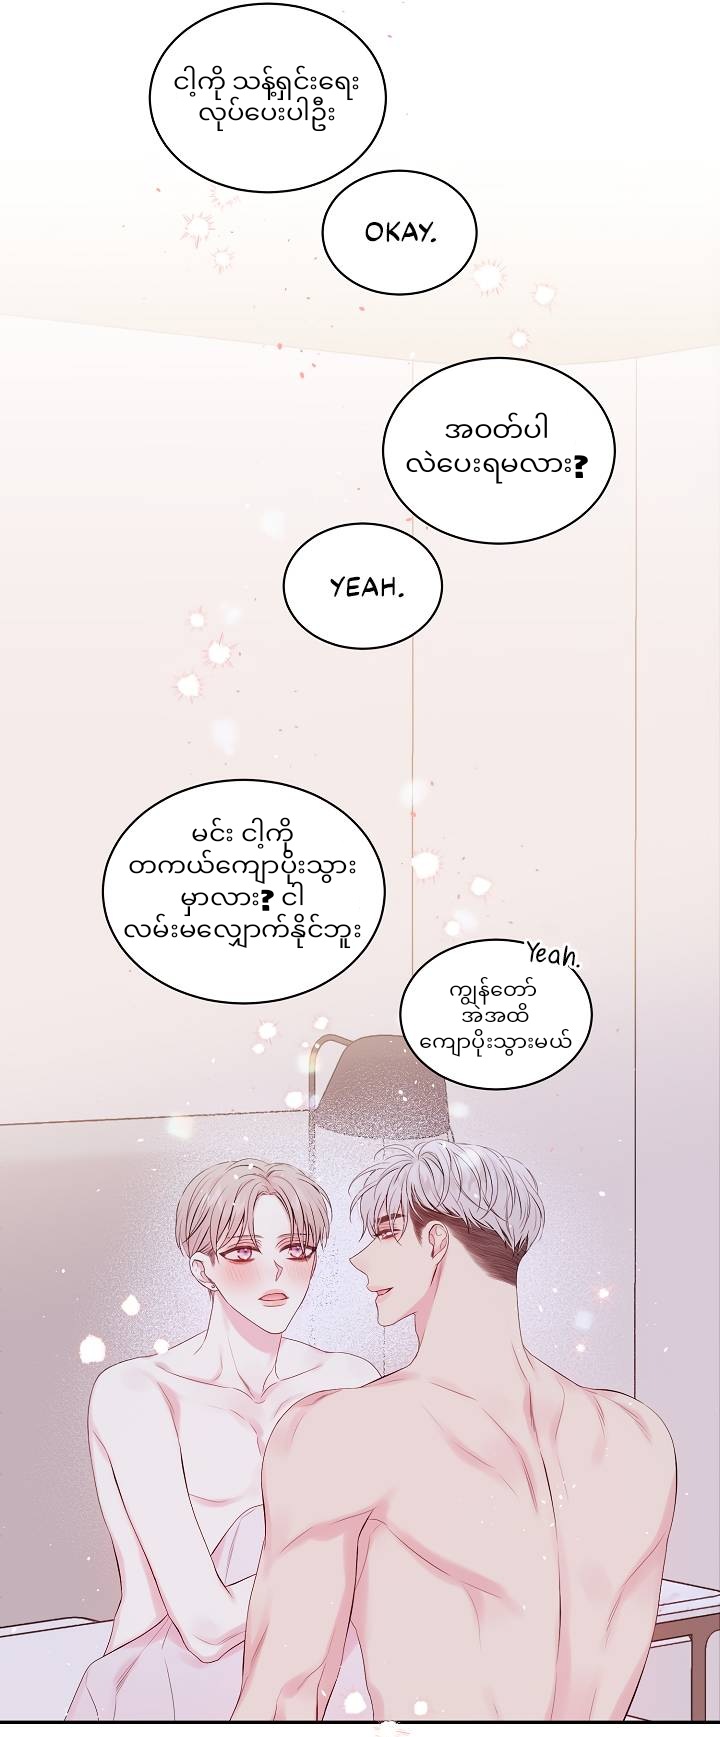 ငါ့ကို သန့်ရှင်းရေး
လုပ်ပေးပါဦး
OKAY.
အဝတ်ပါ
လဲပေးရမလား?
YEAH.
မင်း ငါ့ကို
တကယ်ကျောပိုးသွား
မှာလား? ငါ
လမ်းမလျှောက်နိုင်ဘူး
Yeah.
ကျွန်တော်
အဲအထိ
ကျောပိုးသွားမယ်